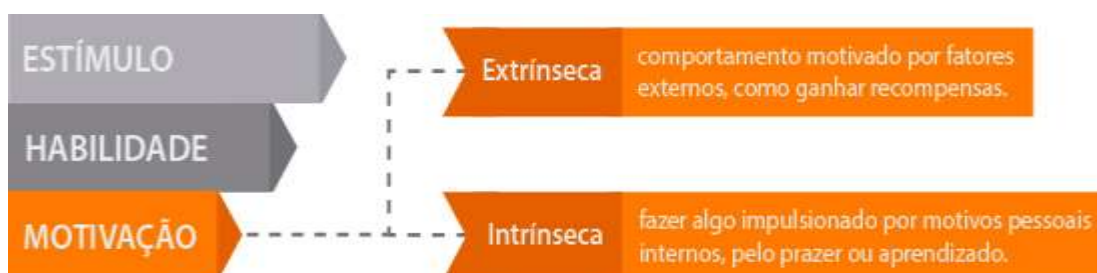 ESTÍMULO
HABILIDADE
MOTIVAÇÃO
Extrínseca
comportamento motivado por fatores
externos, como ganhar recompensas.
Intrínseca
fazer algo impulsionado por motivos pessoais
internos, pelo prazer ou aprendizado.